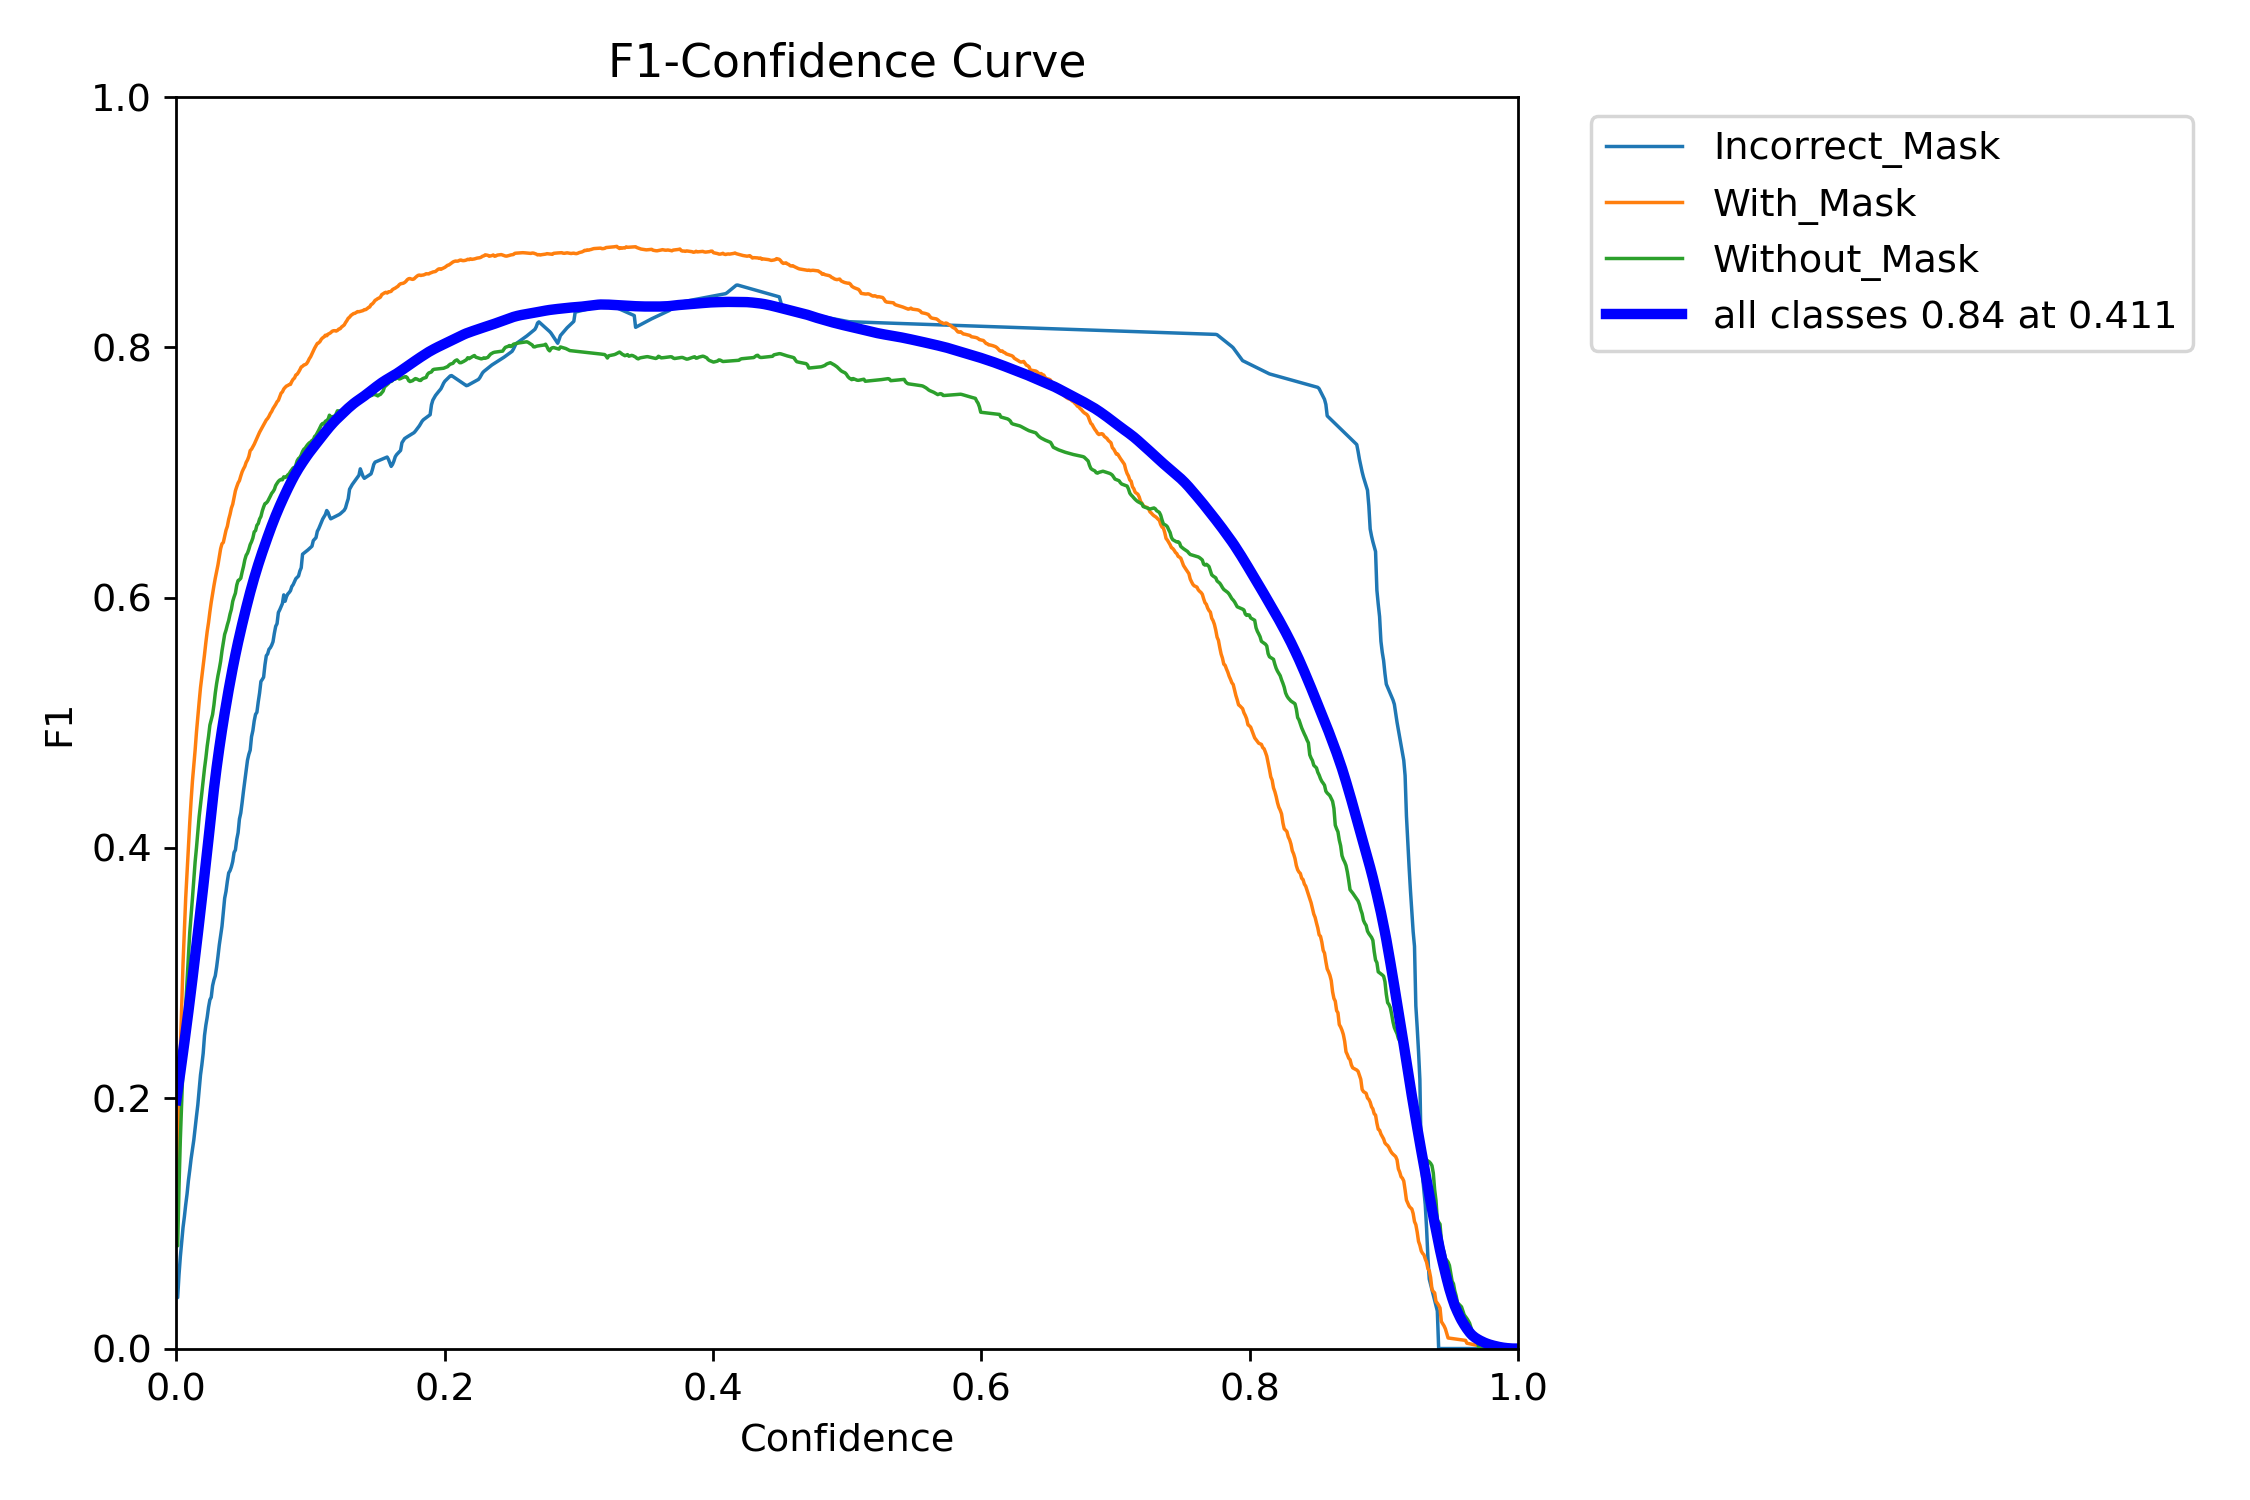 F1-Confidence Curve
1.0
0.8
0.6
0.4
0.2
0.0
F1
0.0 0.2 0.4 0.6 0.8 1.0
Confidence
Incorrect_Mask
With_Mask
Without_Mask
all classes 0.84 at 0.411